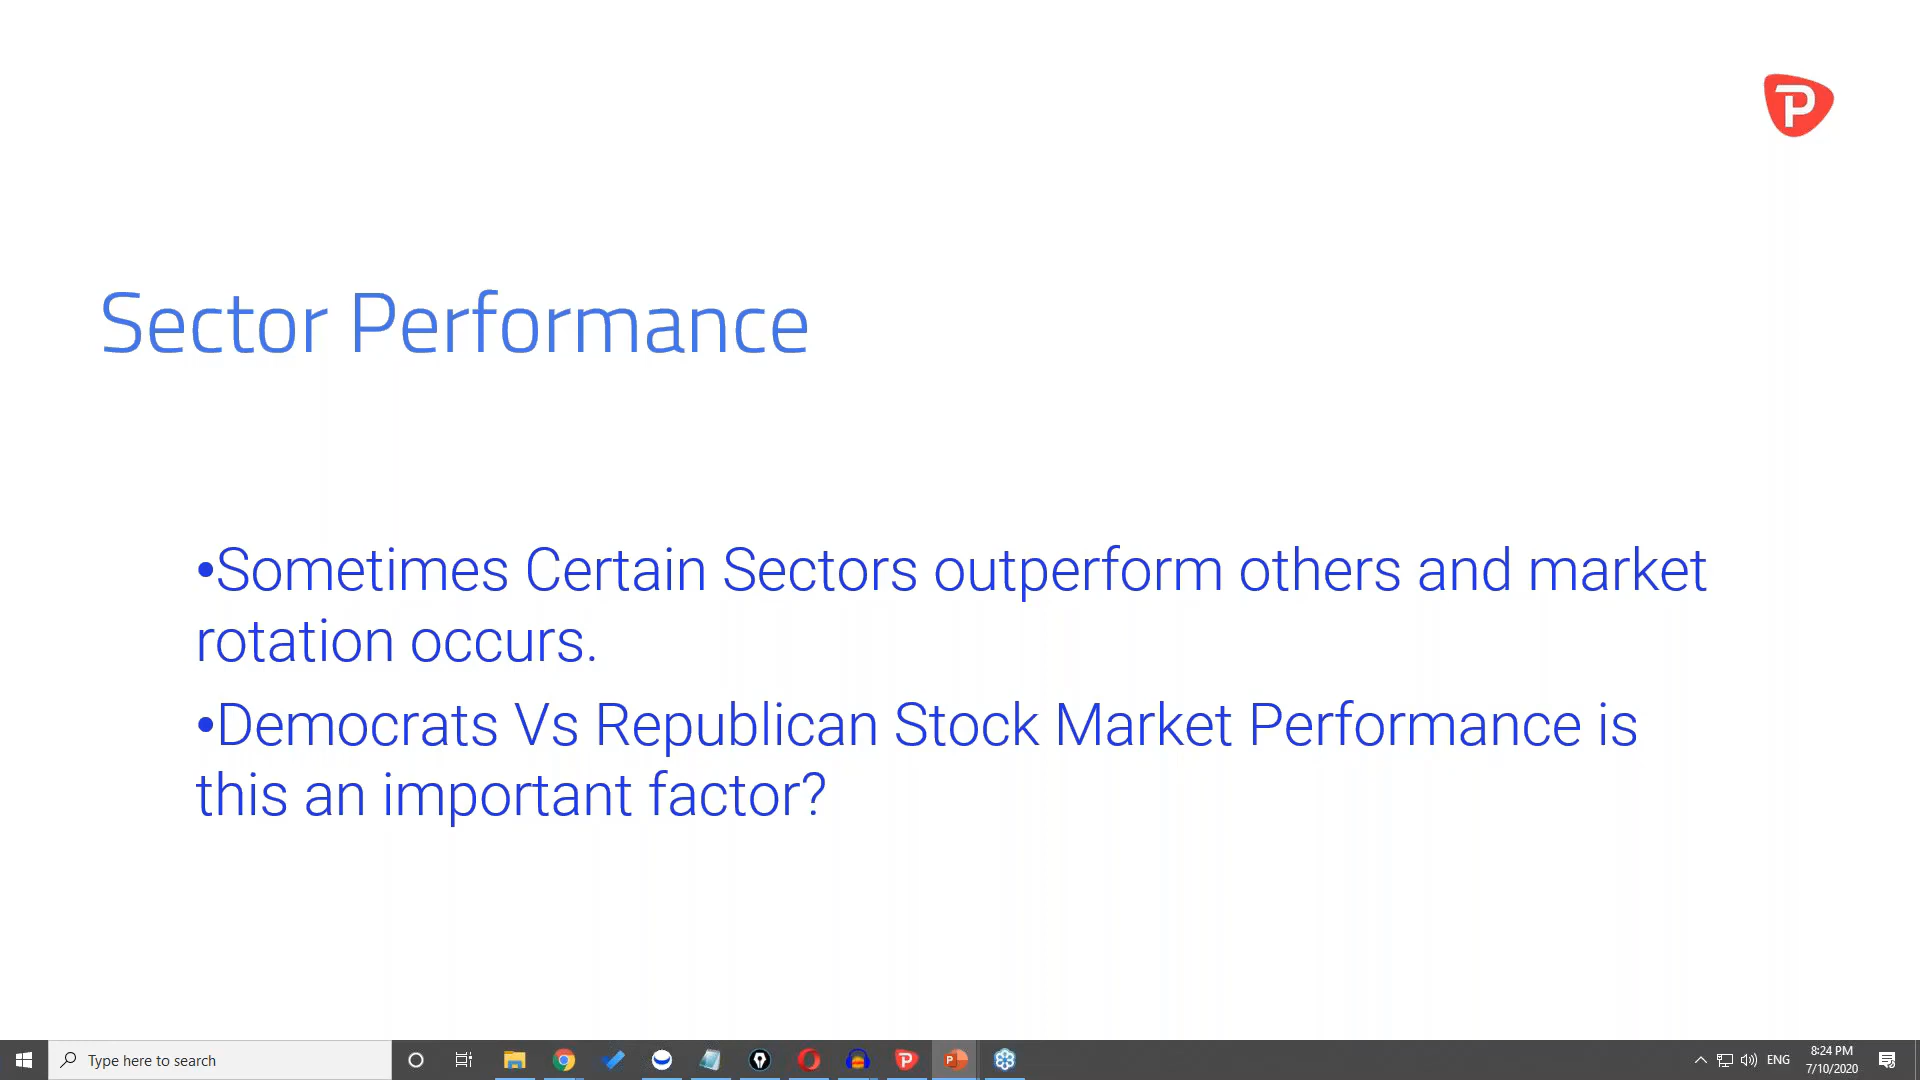 P
Sector Performance
•Sometimes Certain Sectors outperform others and market
rotation occurs.
•Democrats Vs Republican Stock Market Performance is
this an important factor?
Type here to search
ENG
8:24 PM
7/10/2020